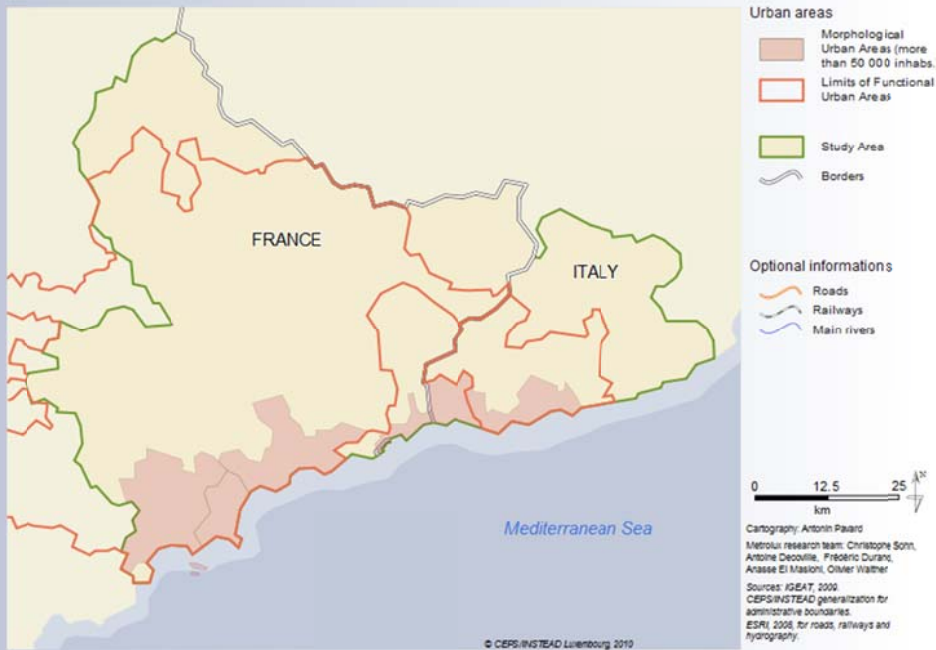 FRANCE
ITALY
Mediterranean Sea
© CEPS/INSTEAD Luxembourg, 2010
Urban areas
Morphological
Urban Areas (more
than 50 000 inhabs.
Limits of Functional
Urban Areas
Study Area
Borders
Optional informations
Roads
Railways
Main rivers
0 12.5 25
km
N
Cartography: Antonin Pavard
Metrolux research team: Christophe Sohn,
Antoine Decoville, Frédéric Durand,
Anasse El Maslohi, Olivier Walther
Sources: IGEAT, 2009.
CEPS/INSTEAD generalization for
administrative boundaries.
ESRI, 2008, for roads, railways and
hydrography.